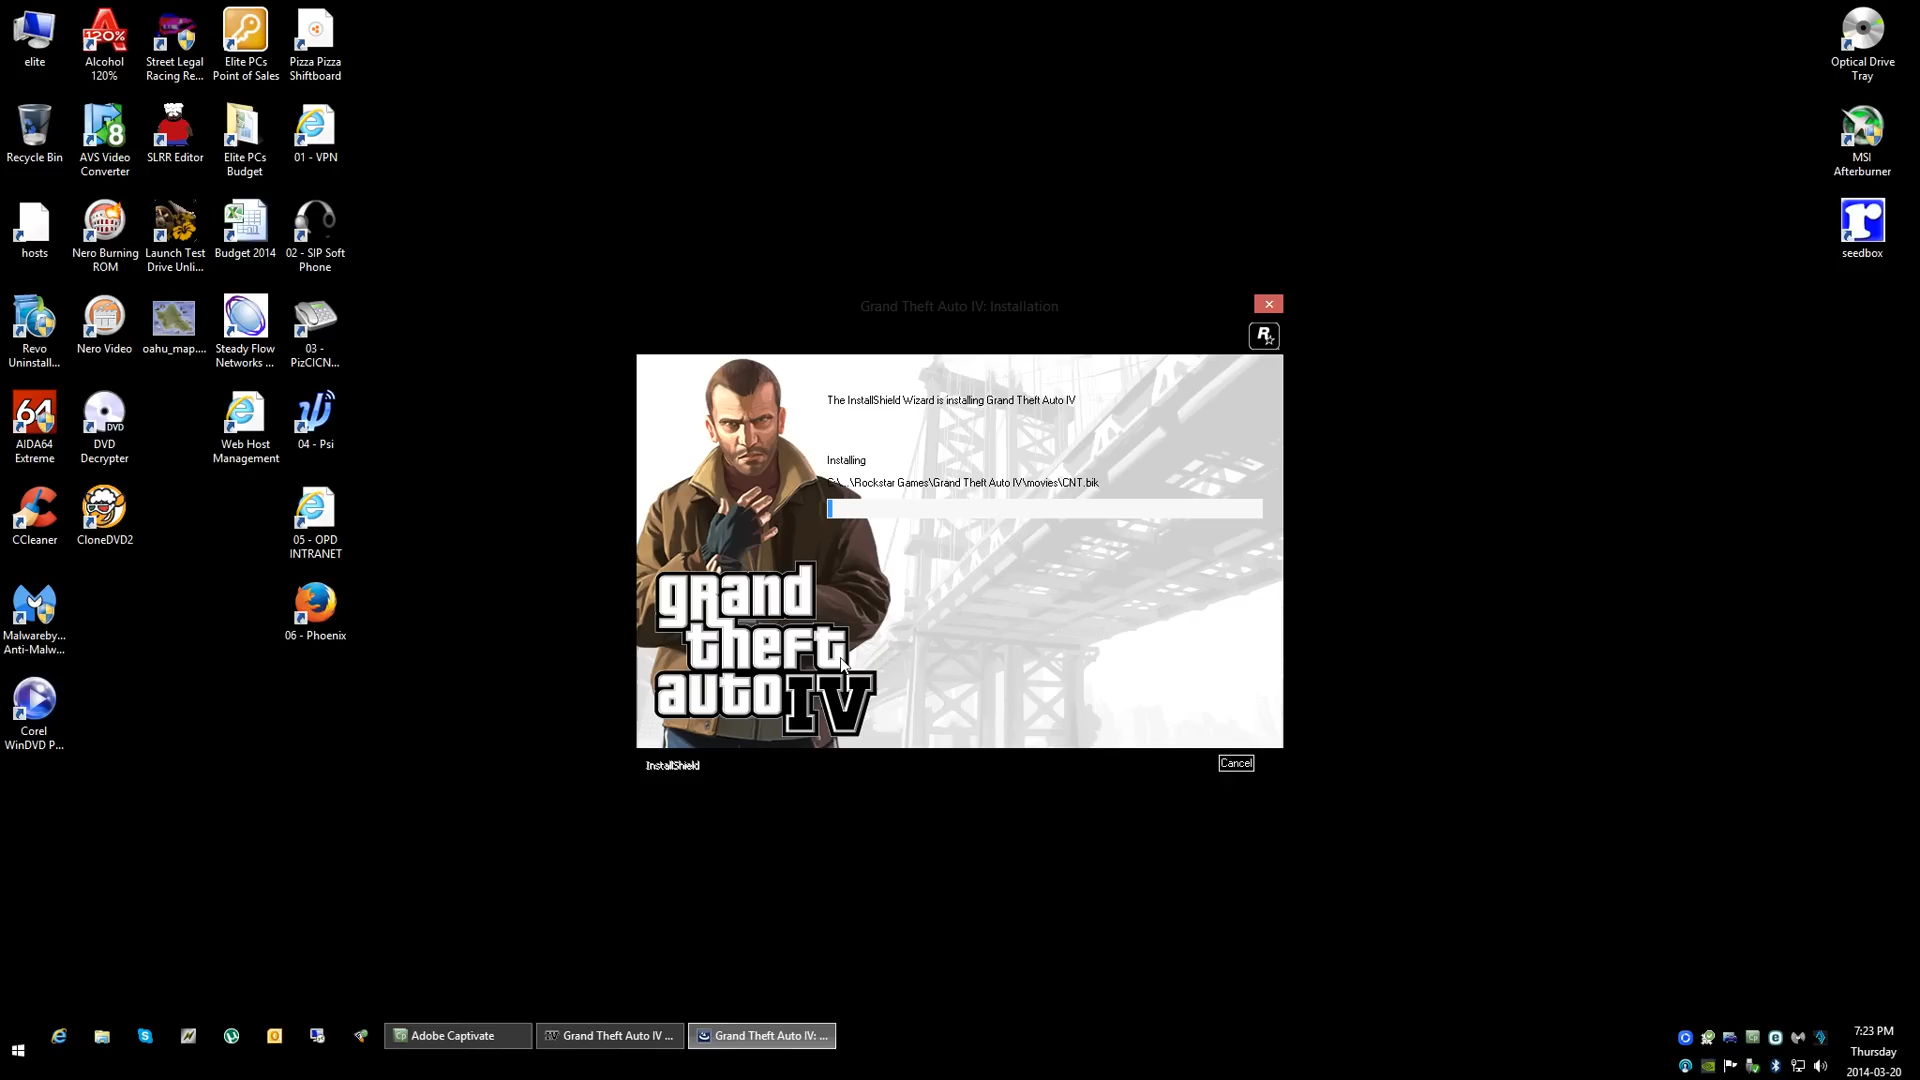 elite
Alcohol
120%
Street Legal
Racing Re...
Elite PCs
Point of Sales
Pizza Pizza
Shiftboard
Recycle Bin
AVS Video
Converter
SLRR Editor
Elite PCs
Budget
01 - VPN
hosts
Nero Burning
ROM
Launch Test
Drive Unli...
Budget 2014
02 - SIP Soft
Phone
Revo
Uninstall...
Nero Video
oahu_map....
Steady Flow
Networks ...
03 -
PizCICN...
AIDA64
Extreme
DVD
Decrypter
Web Host
Management
04 - Psi
CCleaner
CloneDVD2
05 - OPD
INTRANET
Malwareby...
Anti-Malw...
06 - Phoenix
Corel
WinDVD P...
Optical Drive
Tray
MSI
Afterburner
seedbox
Grand Theft Auto IV: Installation
The InstallShield Wizard is installing Grand Theft Auto IV
Installing
C:\...\Rockstar Games\Grand Theft Auto IV\movies\CNT.bik
grand
theft
auto IV
InstallShield
Cancel
Adobe Captivate
Grand Theft Auto IV ...
Grand Theft Auto IV: ...
7:23 PM
Thursday
2014-03-20